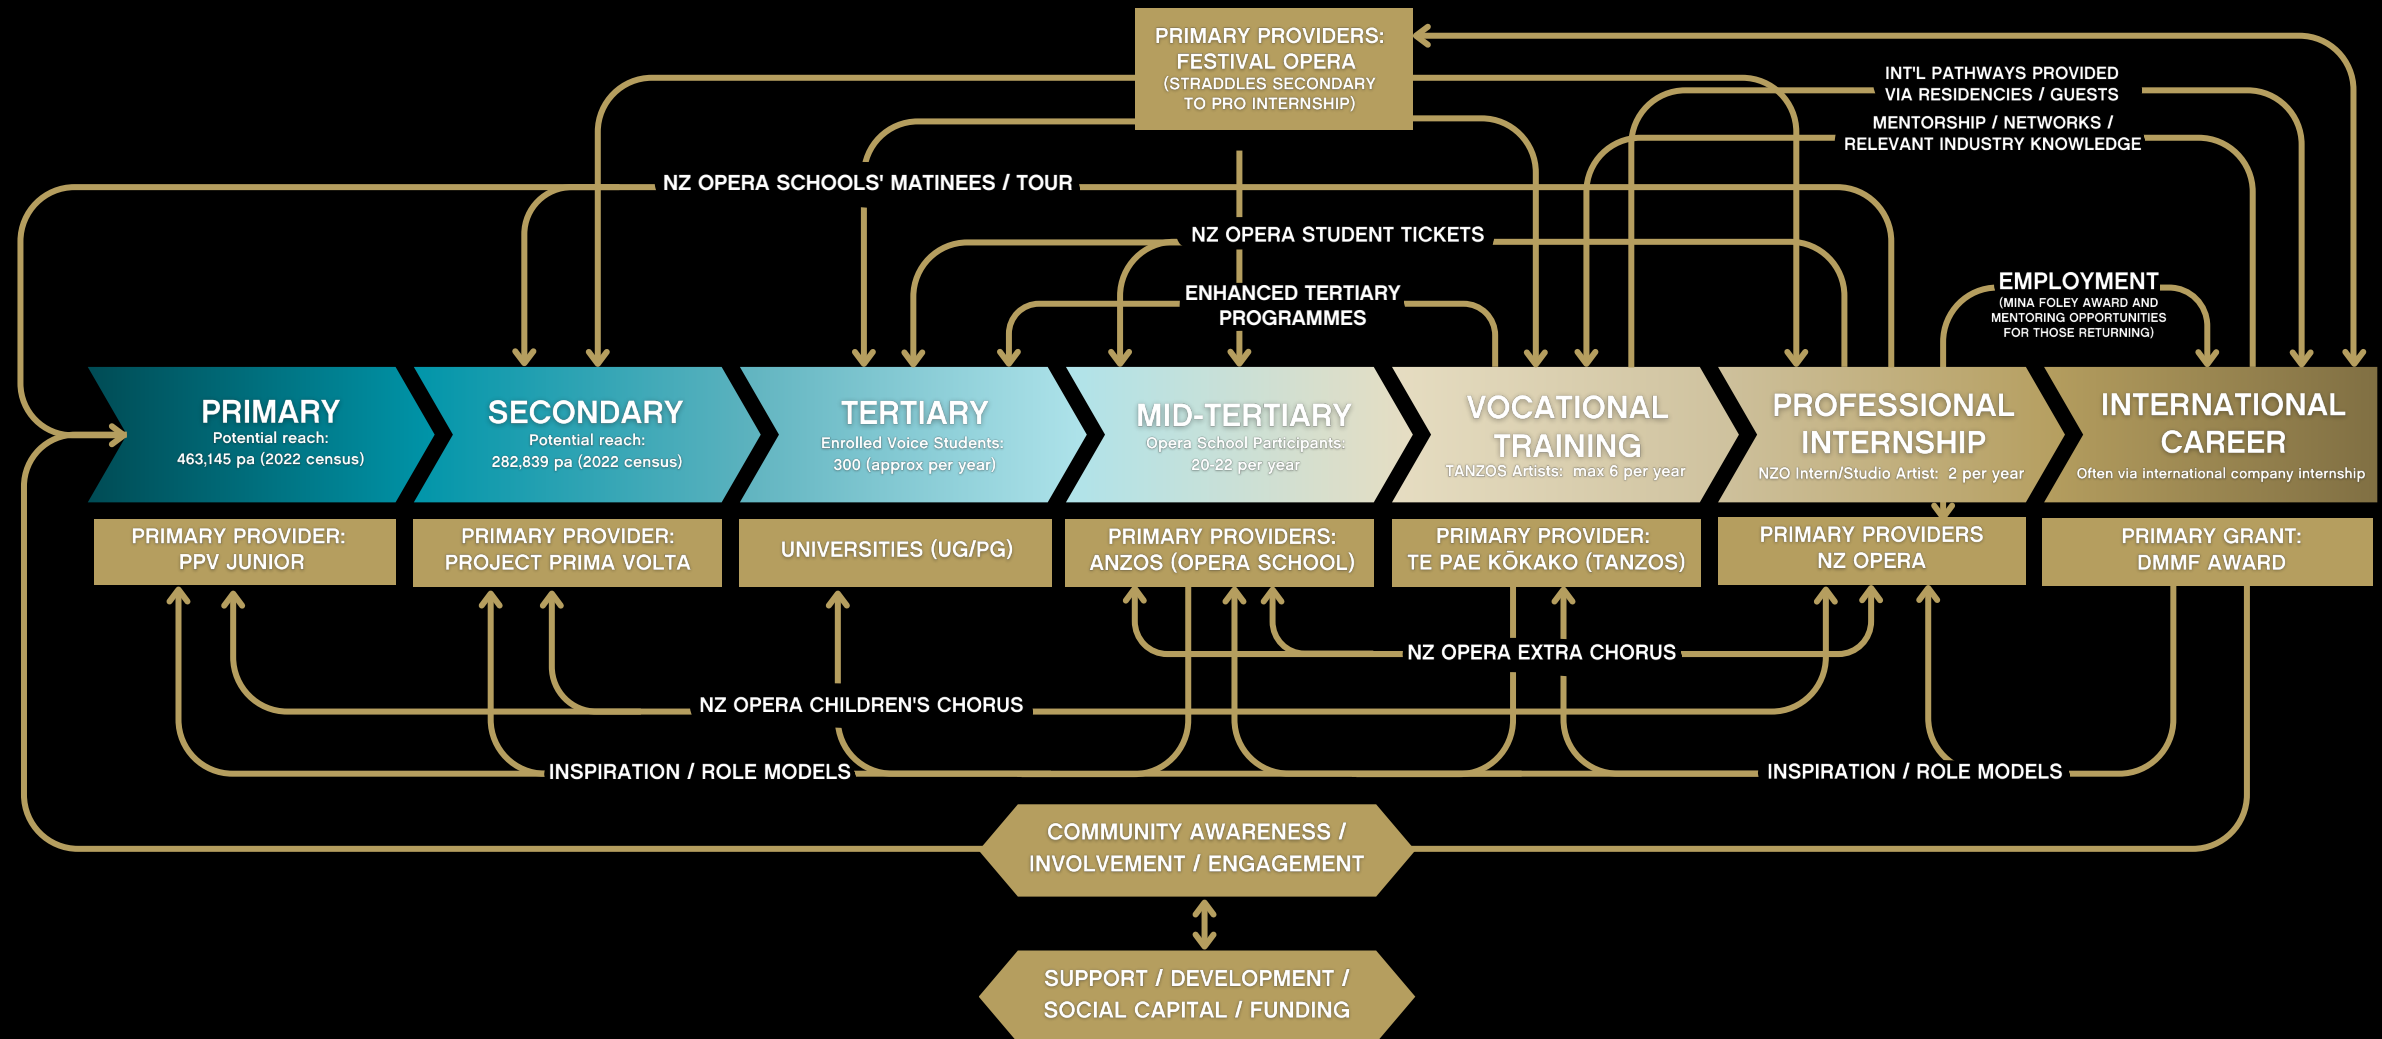 PRIMARY PROVIDERS:
FESTIVAL OPERA
(STRADDLES SECONDARY
TO PRO INTERNSHIP)
INT'L PATHWAYS PROVIDED
VIA RESIDENCIES / GUESTS
MENTORSHIP / NETWORKS /
RELEVANT INDUSTRY KNOWLEDGE
NZ OPERA SCHOOLS' MATINEES / TOUR
NZ OPERA STUDENT TICKETS
ENHANCED TERTIARY
PROGRAMMES
EMPLOYMENT
(MINA FOLEY AWARD AND
MENTORING OPPORTUNITIES
FOR THOSE RETURNING)
PRIMARY
Potential reach:
463,145 pa (2022 census)
SECONDARY
Potential reach:
282,839 pa (2022 census)
TERTIARY
Enrolled Voice Students:
300 (approx per year)
MID-TERTIARY
Opera School Participants:
20-22 per year
VOCATIONAL
TRAINING
TANZOS Artists: max 6 per year
PROFESSIONAL
INTERNSHIP
NZO Intern/Studio Artist: 2 per year
INTERNATIONAL
CAREER
Often via international company internship
PRIMARY PROVIDER:
PPV JUNIOR
PRIMARY PROVIDER:
PROJECT PRIMA VOLTA
UNIVERSITIES (UG/PG)
PRIMARY PROVIDERS:
ANZOS (OPERA SCHOOL)
PRIMARY PROVIDER:
TE PAE KŌKAKO (TANZOS)
PRIMARY PROVIDERS
NZ OPERA
PRIMARY GRANT:
DMMF AWARD
NZ OPERA EXTRA CHORUS
NZ OPERA CHILDREN'S CHORUS
INSPIRATION / ROLE MODELS
INSPIRATION / ROLE MODELS
COMMUNITY AWARENESS /
INVOLVEMENT / ENGAGEMENT
SUPPORT / DEVELOPMENT /
SOCIAL CAPITAL / FUNDING